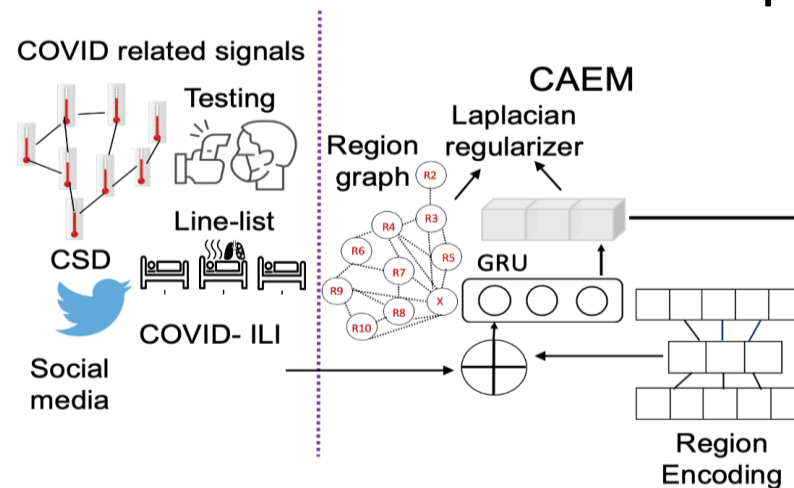 COVID related signals
Testing
Line-list
CSD
COVID- ILI
Social
media
CAEM
Laplacian
regularizer
Region
graph
R2
R3
R4
R5
R6
R7
R9
X
R8
R10
GRU
Region
Encoding